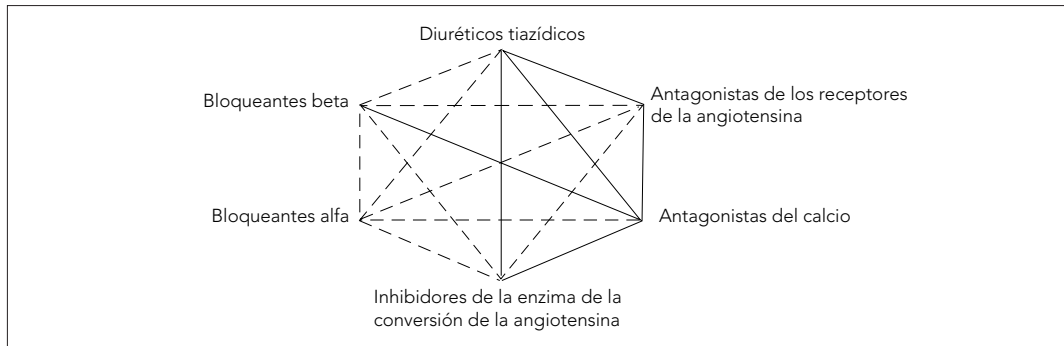 Diuréticos tiazídicos
Bloqueantes beta
Antagonistas de los receptores
de la angiotensina
Bloqueantes alfa
Antagonistas del calcio
Inhibidores de la enzima de la
conversión de la angiotensina